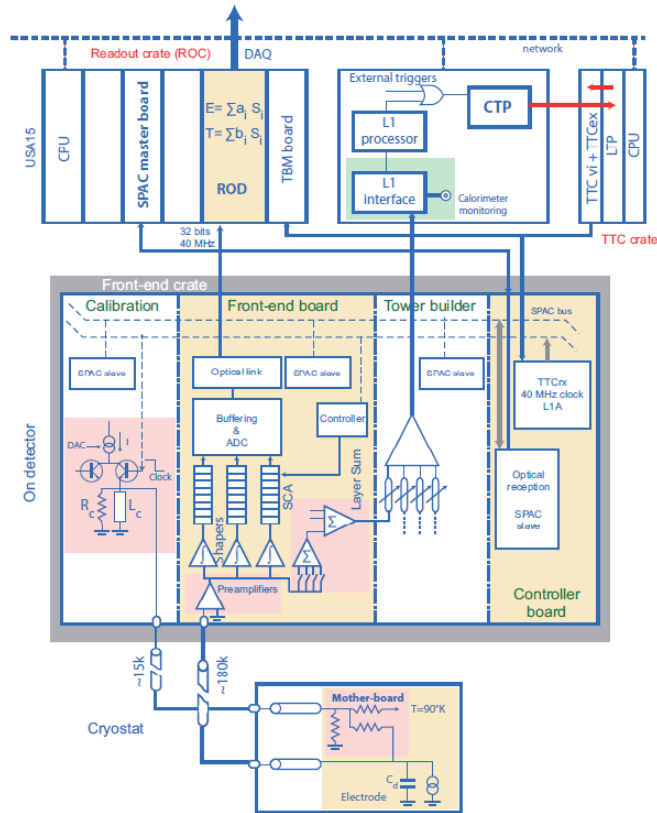 Readout crate (ROC)
DAQ
network
USA15
CPU
SPAC master board
E= ∑a_i S_i
T= ∑b_i S_i
ROD
TBM board
External triggers
CTP
L1
processor
L1
interface
Calorimeter
monitoring
TTC vi + TTCex
LTP
CPU
TTC crate
32 bits
40 MHz
Front-end crate
On detector
Calibration
Front-end board
Tower builder
SPAC bus
SPAC slave
Optical link
SPAC slave
SPAC slave
TTCrx
40 MHz clock
L1A
Buffering
&
ADC
Controller
DAC
I
Clock
R_c
L_c
SCA
Layer Sum
Optical
reception
SPAC
slave
Shapers
∫
∫
∫
Σ
Σ
Preamplifiers
Controller
board
~15k
~180k
Cryostat
Mother-board
T=90°K
C_d
Electrode